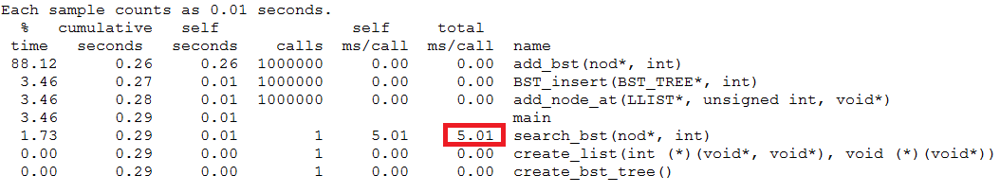 Each sample counts as 0.01 seconds.
% cumulative self self total
time seconds seconds calls ms/call ms/call name
88.12 0.26 0.26 1000000 0.00 0.00 add_bst(nod*, int)
3.46 0.27 0.01 1000000 0.00 0.00 BST_insert(BST_TREE*, int)
3.46 0.28 0.01 1000000 0.00 0.00 add_node_at(LLIST*, unsigned int, void*)
3.46 0.29 0.01 main
1.73 0.29 0.01 1 5.01 5.01 search_bst(nod*, int)
0.00 0.29 0.00 1 0.00 0.00 create_list(int (*)(void*, void*), void (*)(void*))
0.00 0.29 0.00 1 0.00 0.00 create_bst_tree()